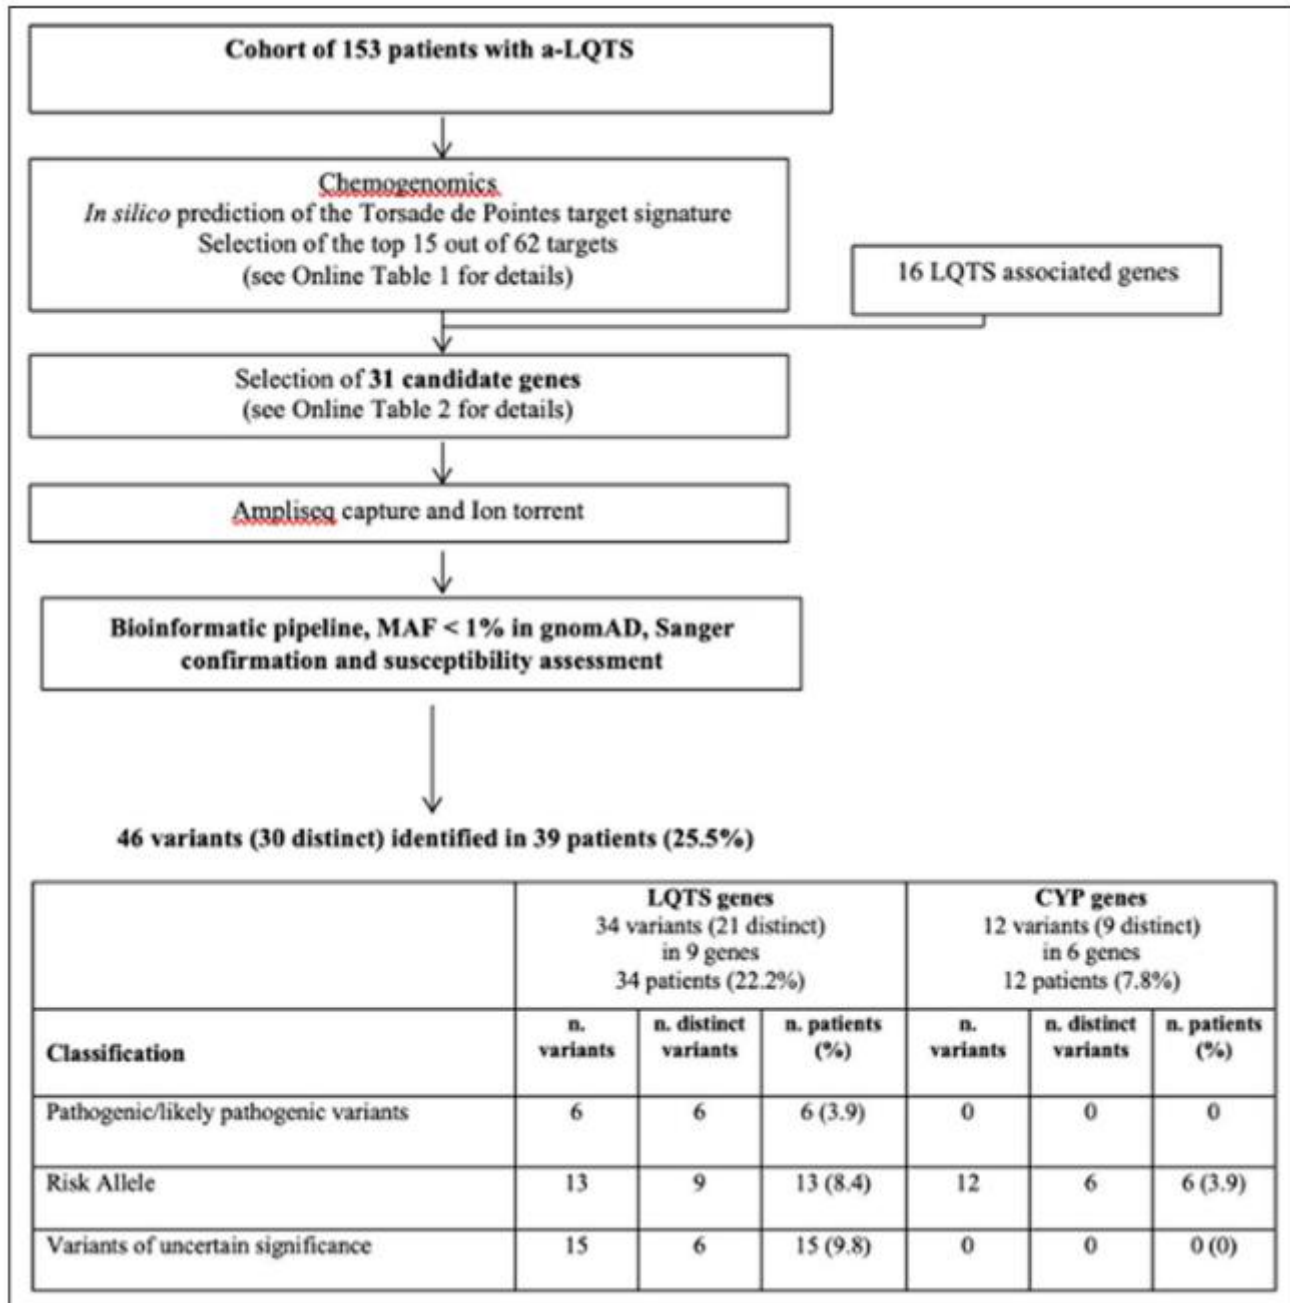 Cohort of 153 patients with a-LQTS
Chemogenomics
In silico prediction of the Torsade de Pointes target signature
Selection of the top 15 out of 62 targets
(see Online Table 1 for details)
16 LQTS associated genes
Selection of 31 candidate genes
(see Online Table 2 for details)
Ampliseq capture and Ion torrent
Bioinformatic pipeline, MAF < 1% in gnomAD, Sanger
confirmation and susceptibility assessment
46 variants (30 distinct) identified in 39 patients (25.5%)
LQTS genes
34 variants (21 distinct)
in 9 genes
34 patients (22.2%)
CYP genes
12 variants (9 distinct)
in 6 genes
12 patients (7.8%)
Classification
n.
variants
n. distinct
variants
n. patients
(%)
n.
variants
n. distinct
variants
n. patients
(%)
Pathogenic/likely pathogenic variants 6 6 6 (3.9) 0 0 0
Risk Allele 13 9 13 (8.4) 12 6 6 (3.9)
Variants of uncertain significance 15 6 15 (9.8) 0 0 0 (0)